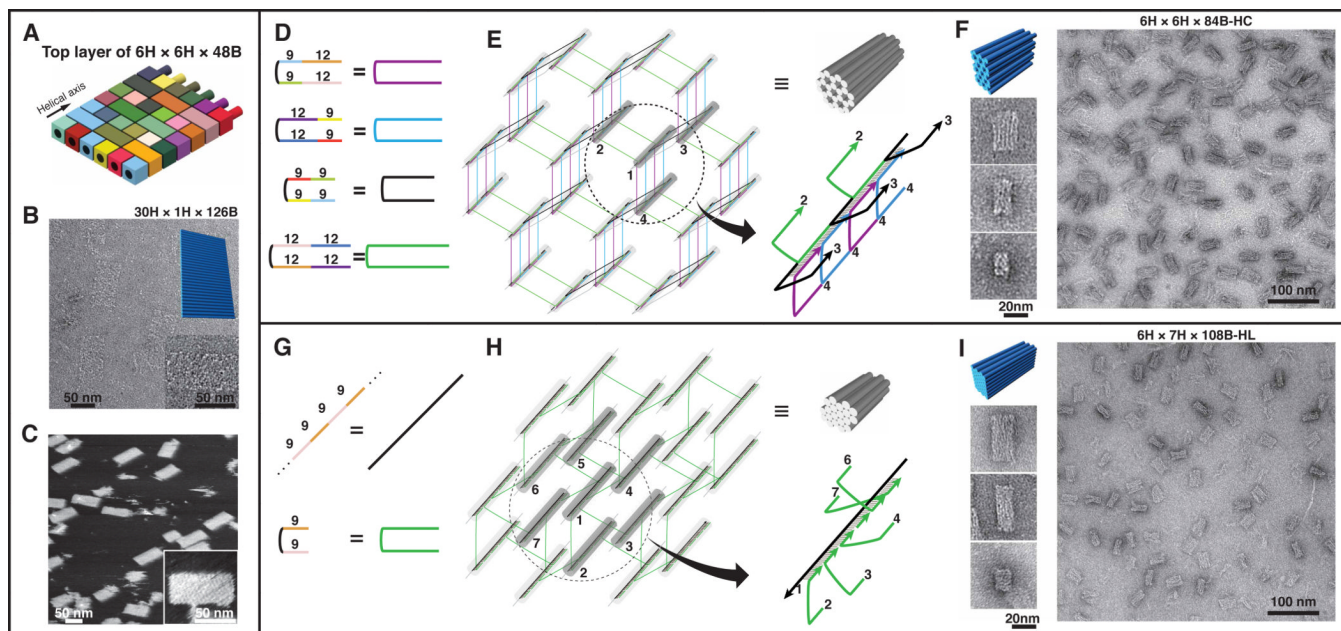 A
Top layer of 6H × 6H × 48B
Helical axis
B
30H × 1H × 126B
50 nm
50 nm
C
50 nm
50 nm
D
9 12
9 12
=
12 9
12 9
=
9 9
9 9
=
12 12
12 12
=
E
2
3
1
4
≡
3
2
3
4
2
3
4
4
4
F
6H × 6H × 84B-HC
20nm
100 nm
G
9
9
9
9
=
9
9
=
H
5
6
4
1
7
3
2
≡
6
7
4
3
1
2
I
6H × 7H × 108B-HL
20nm
100 nm